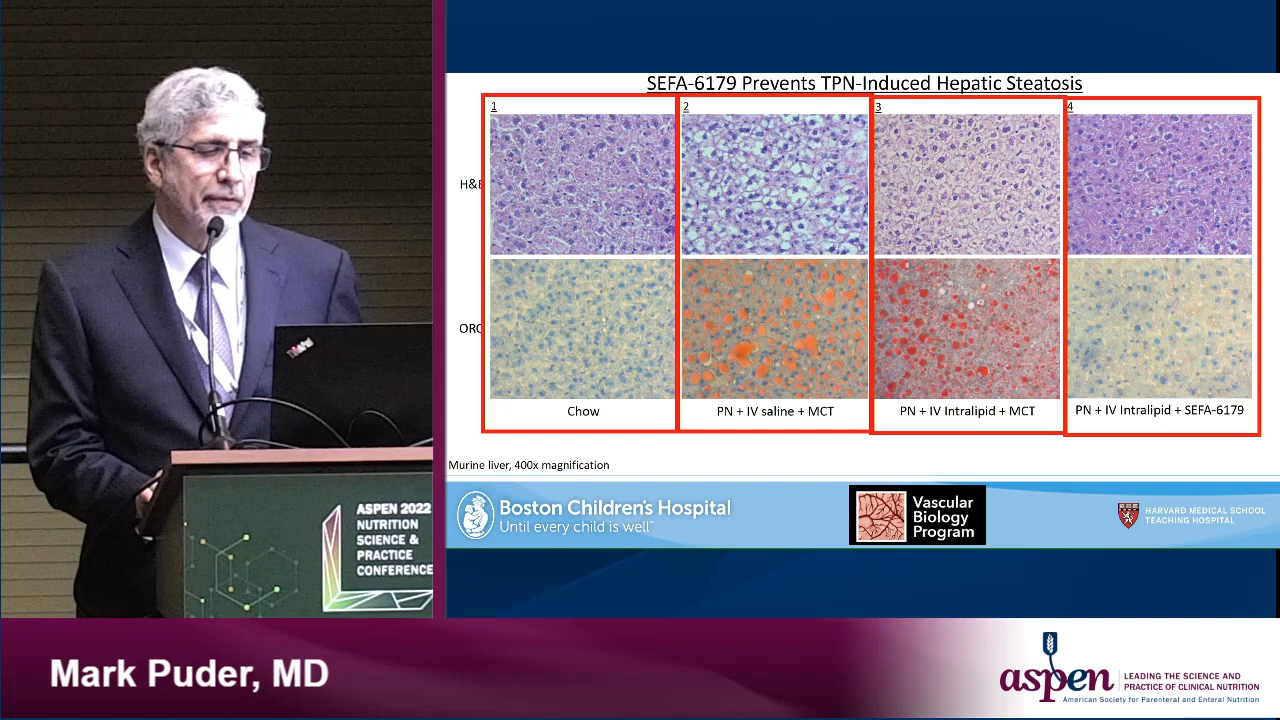 SEFA-6179 Prevents TPN-Induced Hepatic Steatosis
1
2
3
4
H&E
ORO
Chow
PN + IV saline + MCT
PN + IV Intralipid + MCT
PN + IV Intralipid + SEFA-6179
Murine liver, 400x magnification
Boston Children's Hospital
Until every child is well™
Vascular
Biology
Program
HARVARD MEDICAL SCHOOL
TEACHING HOSPITAL
ASPEN 2022
NUTRITION
SCIENCE &
PRACTICE
CONFERENCE
Mark Puder, MD
aspen
LEADING THE SCIENCE AND
PRACTICE OF CLINICAL NUTRITION
American Society for Parenteral and Enteral Nutrition